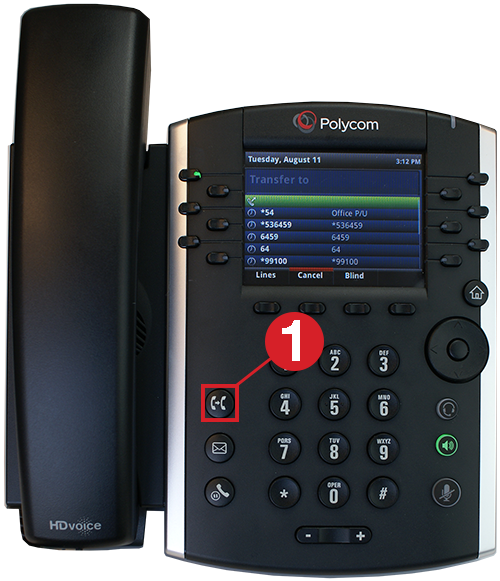 Polycom
Tuesday, August 11 3:12 PM
Transfer to
*54 Office P/U
*536459 *536459
6459 6459
64 64
*99100 *99100
Lines Cancel Blind
1
ABC DEF
2 3
GHI JKL MNO
4 5 6
PQRS TUV WXYZ
7 8 9
OPER
* 0 #
- +
HDvoice